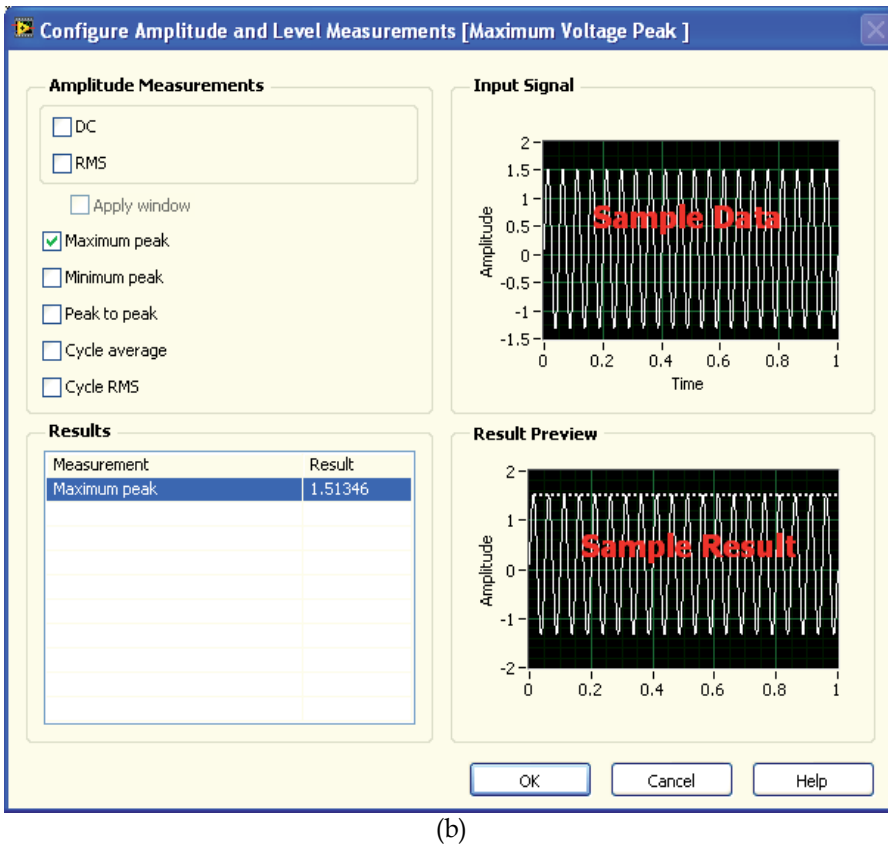 Configure Amplitude and Level Measurements [Maximum Voltage Peak ]
Amplitude Measurements
DC
RMS
Apply window
Maximum peak
Minimum peak
Peak to peak
Cycle average
Cycle RMS
Input Signal
2
1.5
1
0.5
0
-0.5
-1
-1.5
Amplitude
Sample Data
0 0.2 0.4 0.6 0.8 1
Time
Results
Measurement Result
Maximum peak 1.51346
Result Preview
2
1
0
-1
-2
Amplitude
Sample Result
0 0.2 0.4 0.6 0.8 1
OK Cancel Help
(b)